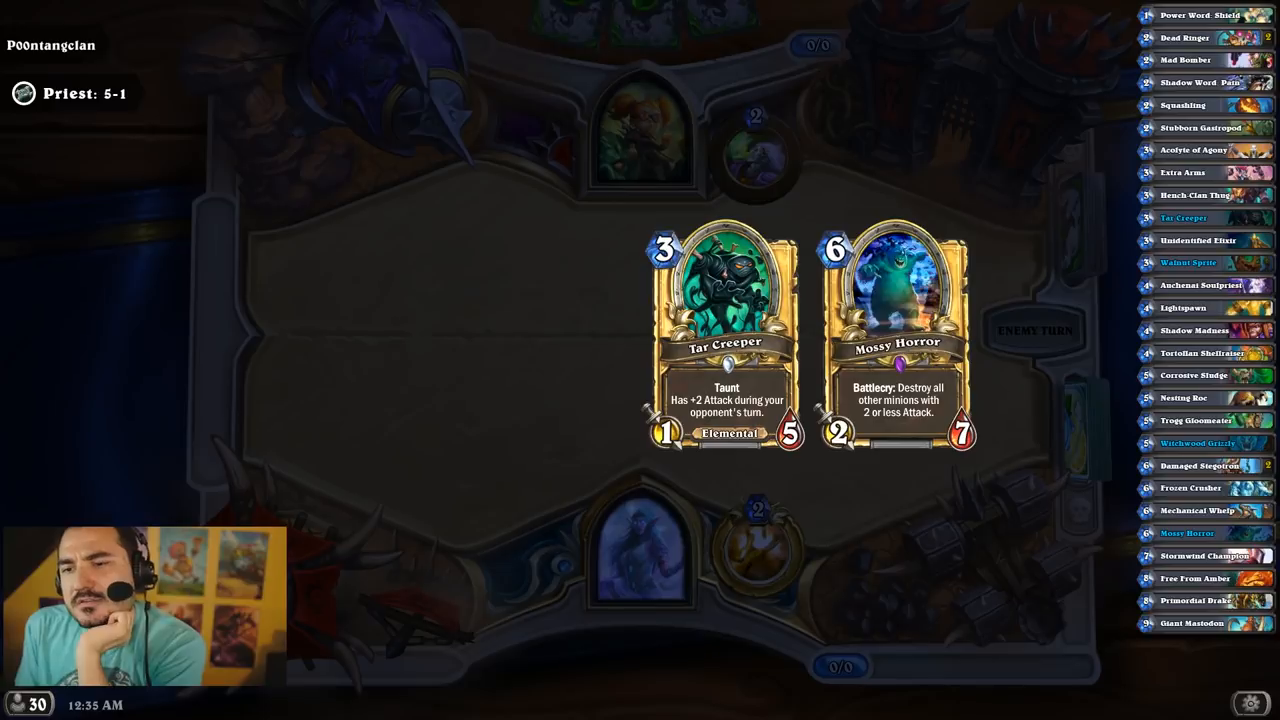 P00ntangclan
Priest: 5-1
0/0
2
ENEMY TURN
3
Tar Creeper
Taunt
Has +2 Attack during your
opponent's turn.
1
Elemental
5
6
Mossy Horror
Battlecry: Destroy all
other minions with
2 or less Attack.
2
7
2
0/0
30
12:35 AM
1 Power Word: Shield
2 Dead Ringer 2
2 Mad Bomber
2 Shadow Word: Pain
2 Squashling
2 Stubborn Gastropod
3 Acolyte of Agony
3 Extra Arms
3 Hench-Clan Thug
3 Tar Creeper
3 Unidentified Elixir
3 Walnut Sprite
4 Auchenai Soulpriest
4 Lightspawn
4 Shadow Madness
4 Tortollan Shellraiser
5 Corrosive Sludge
5 Nesting Roc
5 Trogg Gloomeater
5 Witchwood Grizzly
6 Damaged Stegotron 2
6 Frozen Crusher
6 Mechanical Whelp
6 Mossy Horror
7 Stormwind Champion
8 Free From Amber
8 Primordial Drake
9 Giant Mastodon